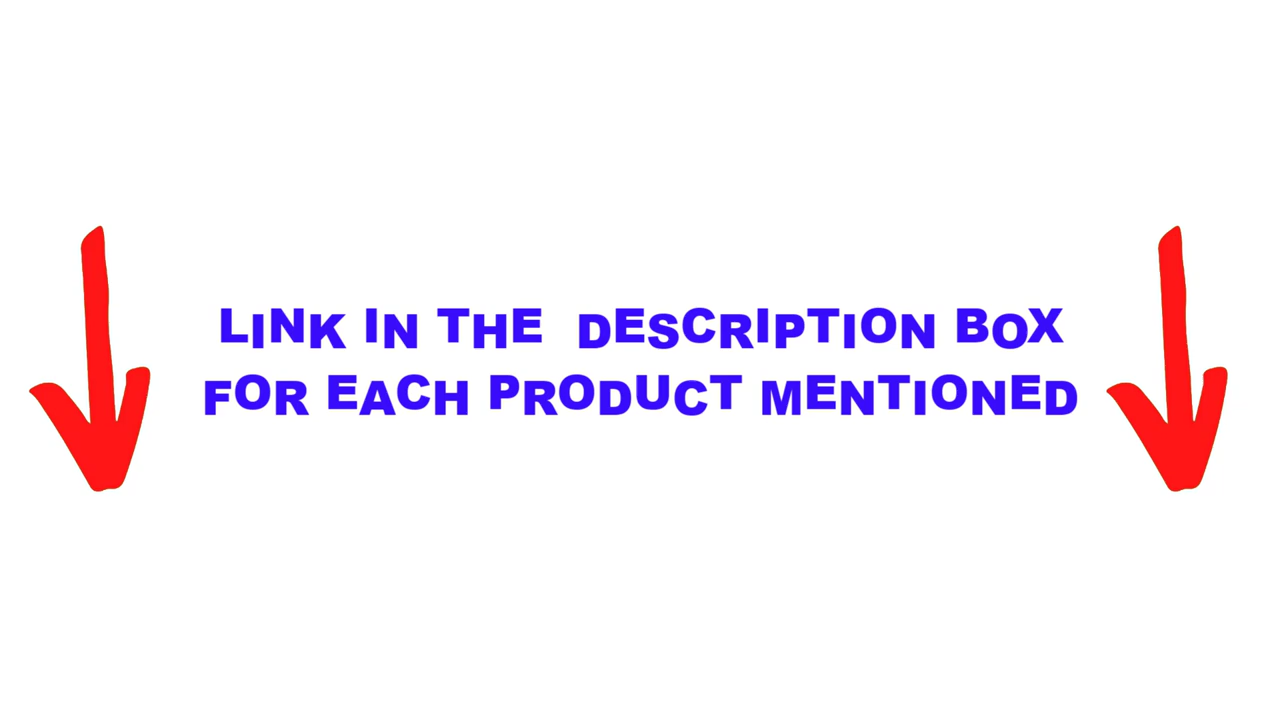 LINK IN THE DESCRIPTION BOX
FOR EACH PRODUCT MENTIONED